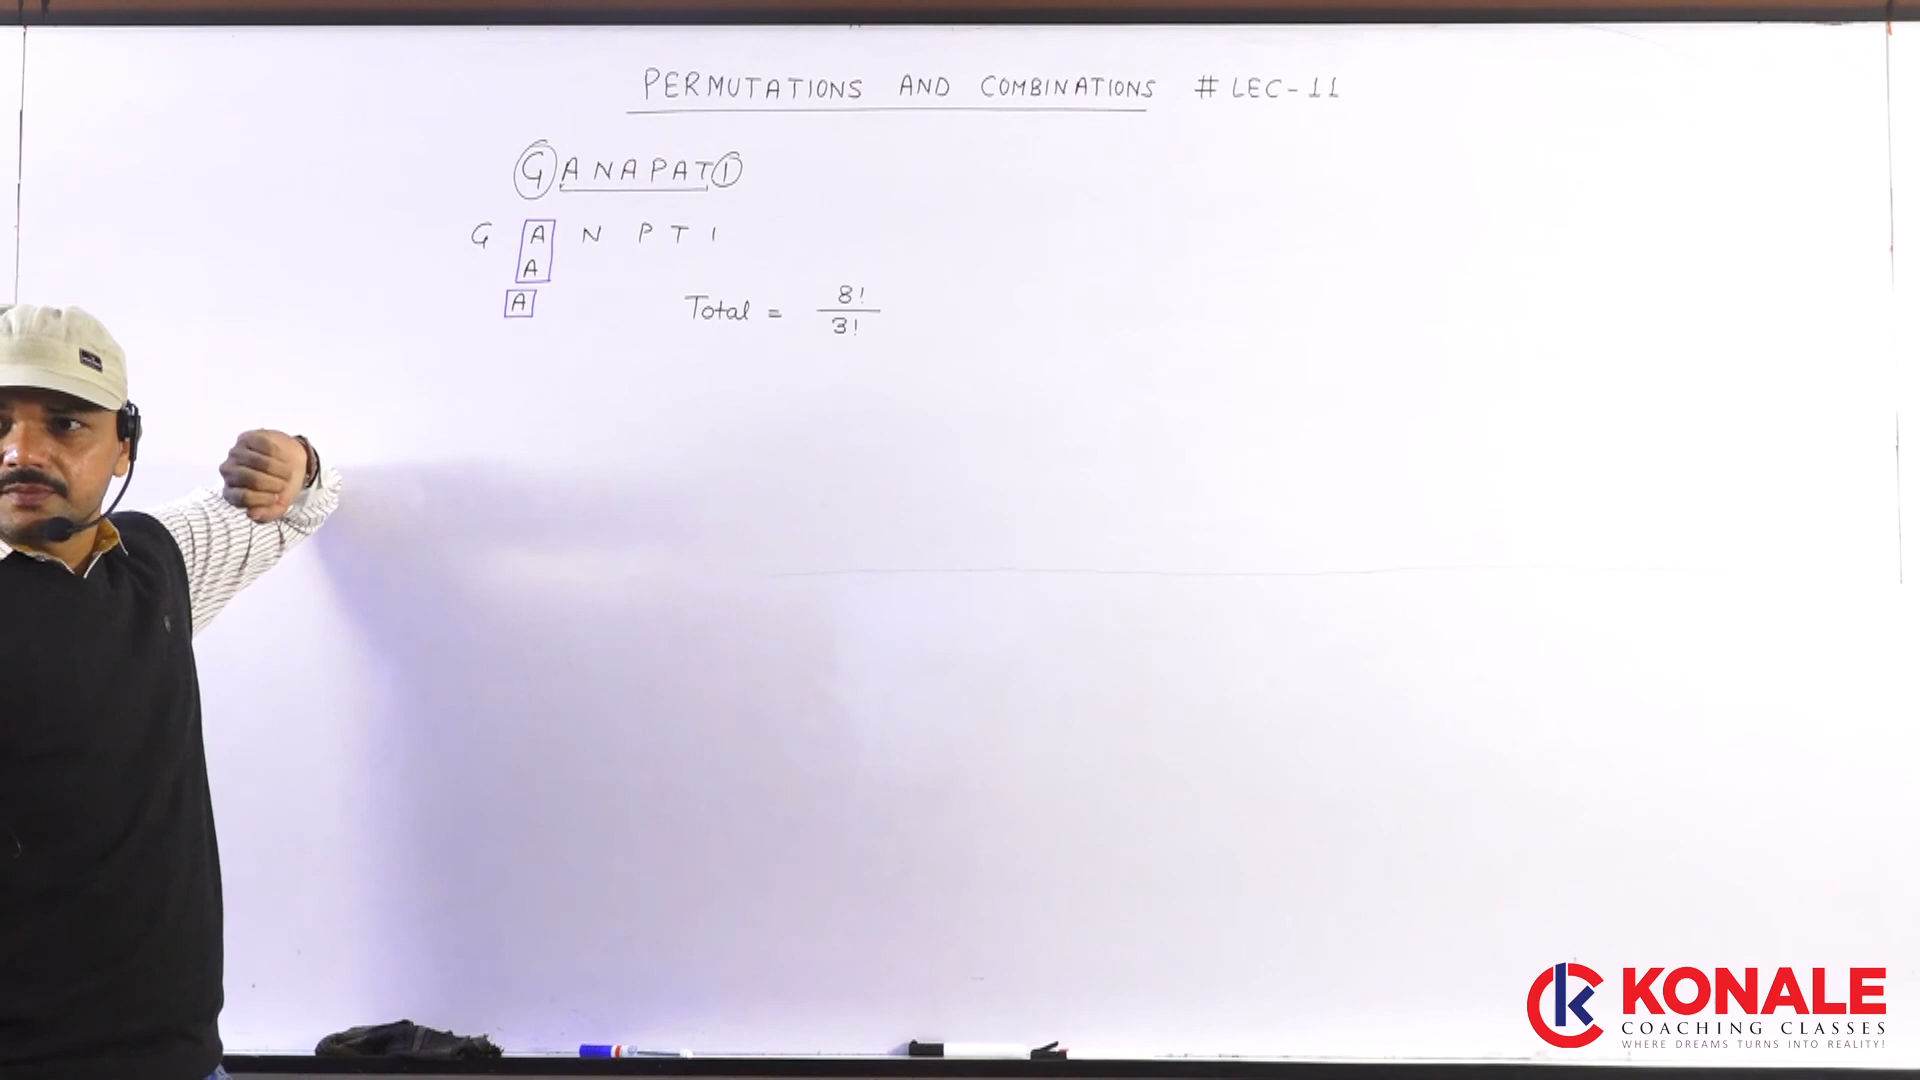 PERMUTATIONS AND COMBINATIONS # LEC-11
GANAPATI
G A N P T I
A
A
Total = 8!
3!
KONALE
COACHING CLASSES
WHERE DREAMS TURNS INTO REALITY!